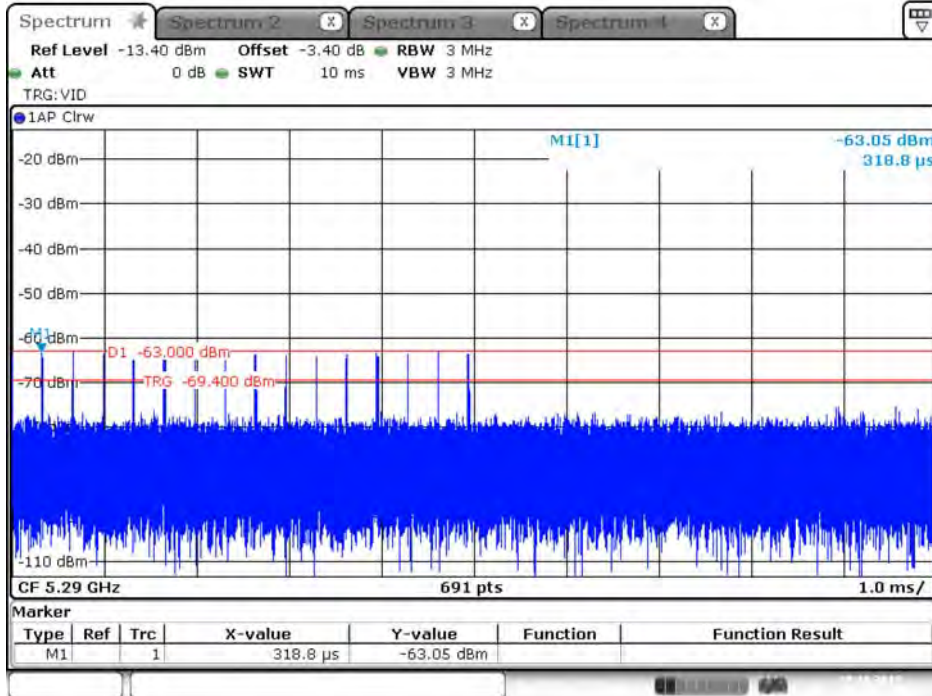 Spectrum Spectrum 2 X Spectrum 3 X Spectrum 4 X
Ref Level -13.40 dBm Offset -3.40 dB RBW 3 MHz
Att 0 dB SWT 10 ms VBW 3 MHz
TRG:VID
1AP Clrw
M1[1] -63.05 dBm
318.8 µs
-20 dBm
-30 dBm
-40 dBm
-50 dBm
M1
-60 dBm
D1 -63.000 dBm
TRG -69.400 dBm
-70 dBm
-110 dBm
CF 5.29 GHz 691 pts 1.0 ms/
Marker
Type Ref Trc X-value Y-value Function Function Result
M1 1 318.8 µs -63.05 dBm